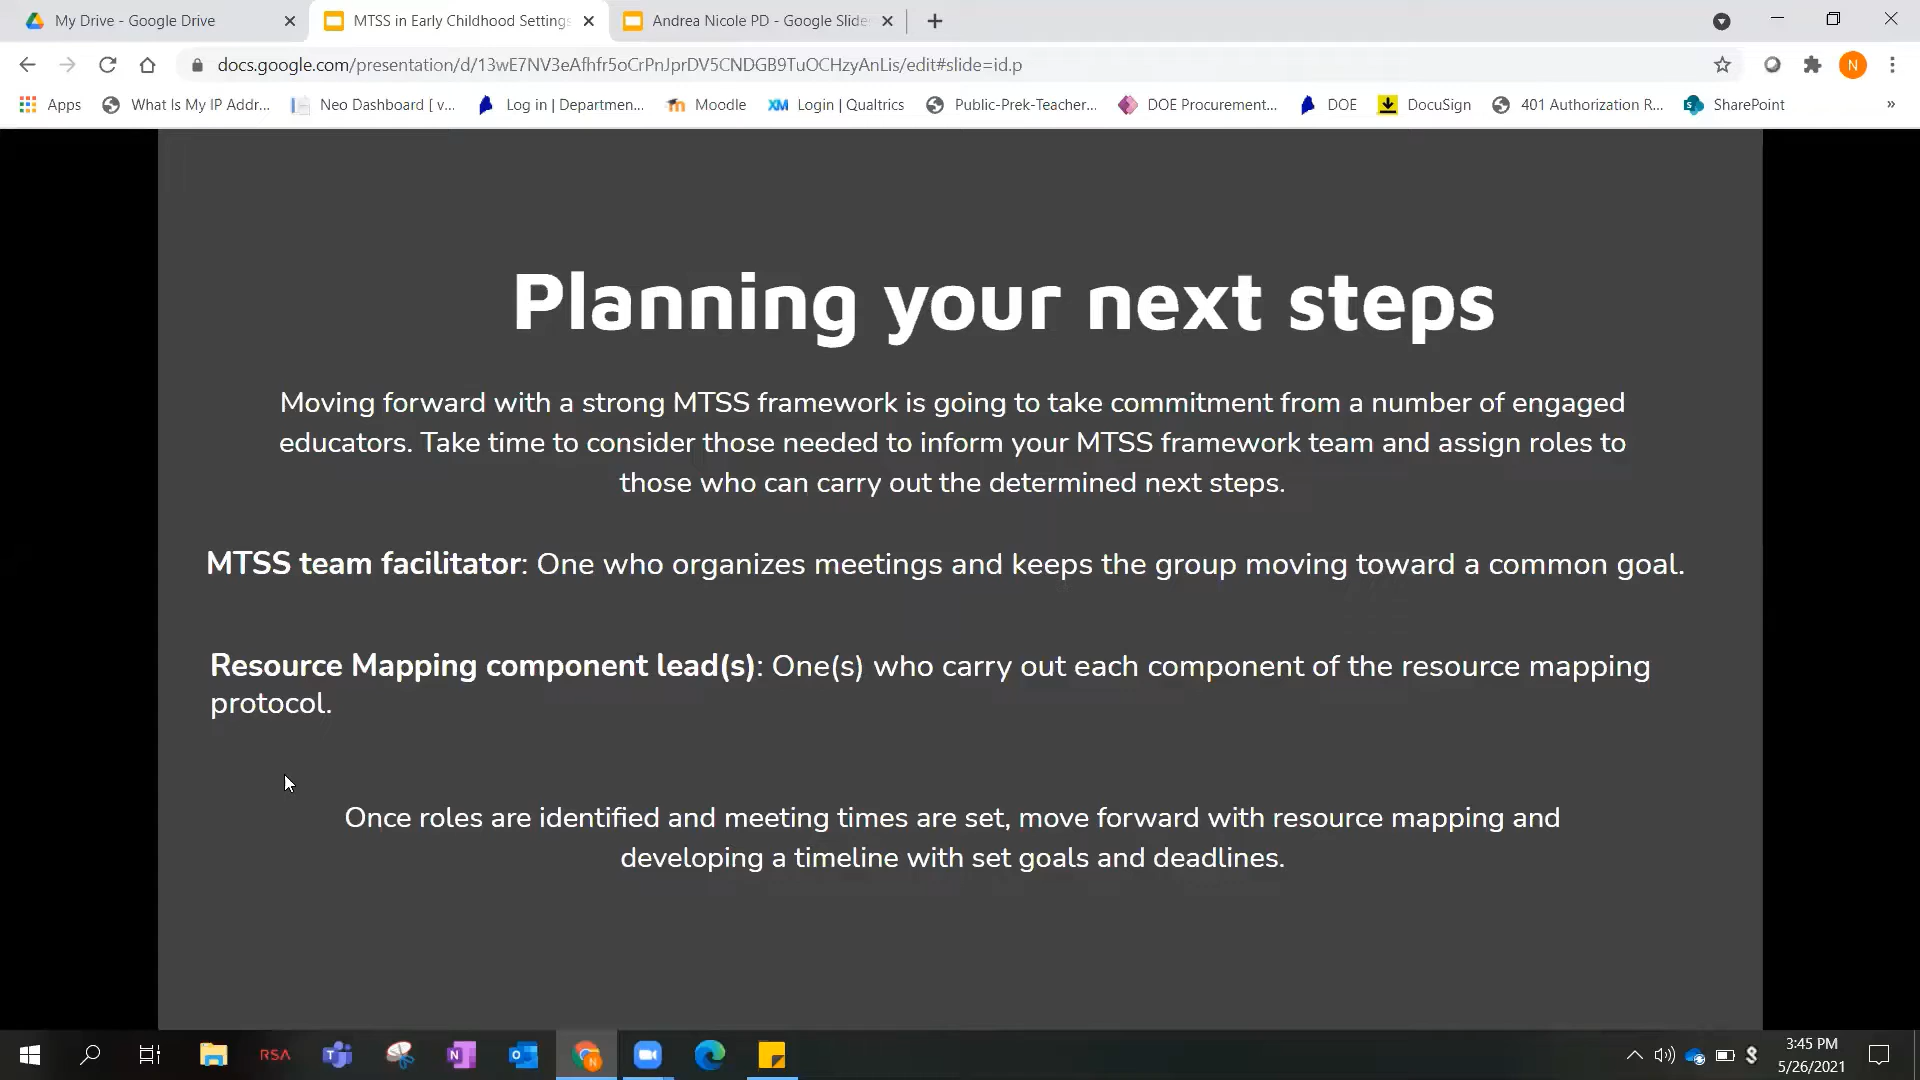 My Drive - Google Drive
MTSS in Early Childhood Settings
Andrea Nicole PD - Google Slide
docs.google.com/presentation/d/13wE7NV3eAfhfr5oCrPnJprDV5CNDGB9TuOCHzyAnLis/edit#slide=id.p
N
Apps
What Is My IP Addr...
Neo Dashboard [ v...
Log in | Departmen...
Moodle
XM Login | Qualtrics
Public-Prek-Teacher...
DOE Procurement...
DOE
DocuSign
401 Authorization R...
SharePoint
»
Planning your next steps
Moving forward with a strong MTSS framework is going to take commitment from a number of engaged
educators. Take time to consider those needed to inform your MTSS framework team and assign roles to
those who can carry out the determined next steps.
MTSS team facilitator: One who organizes meetings and keeps the group moving toward a common goal.
Resource Mapping component lead(s): One(s) who carry out each component of the resource mapping
protocol.
Once roles are identified and meeting times are set, move forward with resource mapping and
developing a timeline with set goals and deadlines.
RSA
3:45 PM
5/26/2021